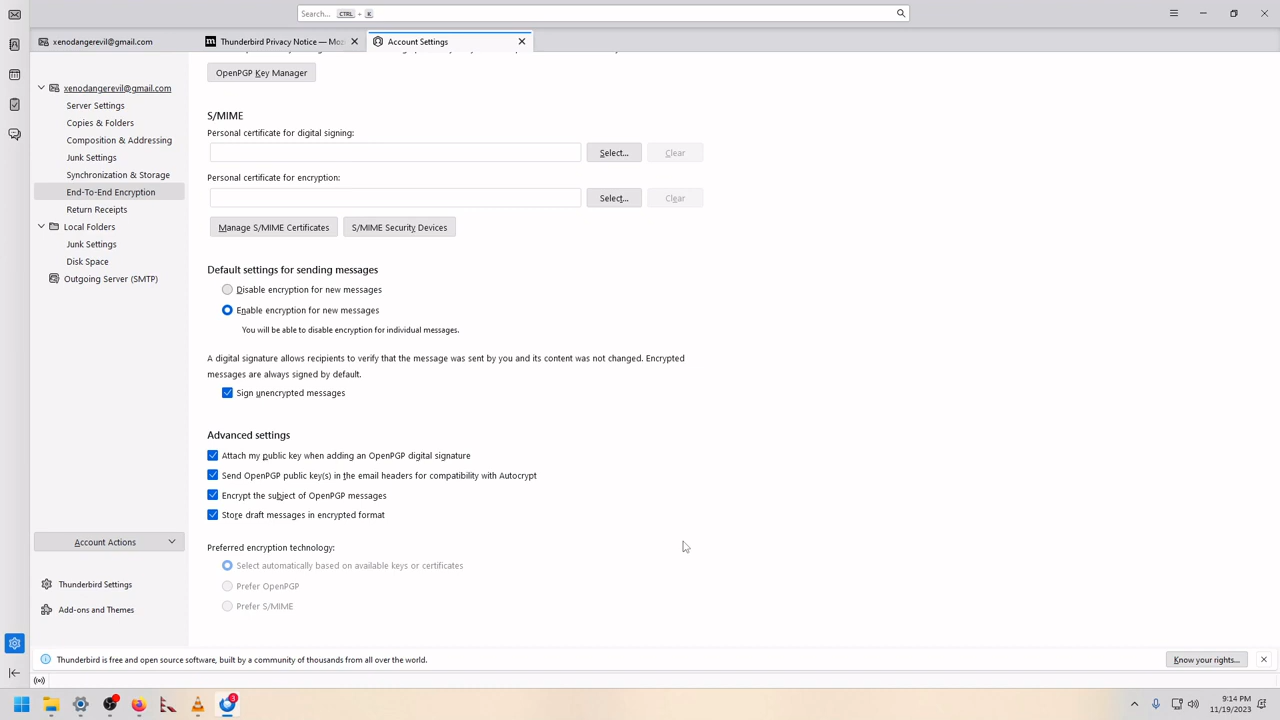 Search... CTRL + K
xenodangerevil@gmail.com
Thunderbird Privacy Notice — Moz
Account Settings
OpenPGP Key Manager
xenodangerevil@gmail.com
Server Settings
Copies & Folders
Composition & Addressing
Junk Settings
Synchronization & Storage
End-To-End Encryption
Return Receipts
Local Folders
Junk Settings
Disk Space
Outgoing Server (SMTP)
S/MIME
Personal certificate for digital signing:
Select... Clear
Personal certificate for encryption:
Select... Clear
Manage S/MIME Certificates S/MIME Security Devices
Default settings for sending messages
Disable encryption for new messages
Enable encryption for new messages
You will be able to disable encryption for individual messages.
A digital signature allows recipients to verify that the message was sent by you and its content was not changed. Encrypted
messages are always signed by default.
Sign unencrypted messages
Advanced settings
Attach my public key when adding an OpenPGP digital signature
Send OpenPGP public key(s) in the email headers for compatibility with Autocrypt
Encrypt the subject of OpenPGP messages
Store draft messages in encrypted format
Preferred encryption technology:
Select automatically based on available keys or certificates
Prefer OpenPGP
Prefer S/MIME
Account Actions
Thunderbird Settings
Add-ons and Themes
Thunderbird is free and open source software, built by a community of thousands from all over the world.
Know your rights...
3
9:14 PM
11/19/2023